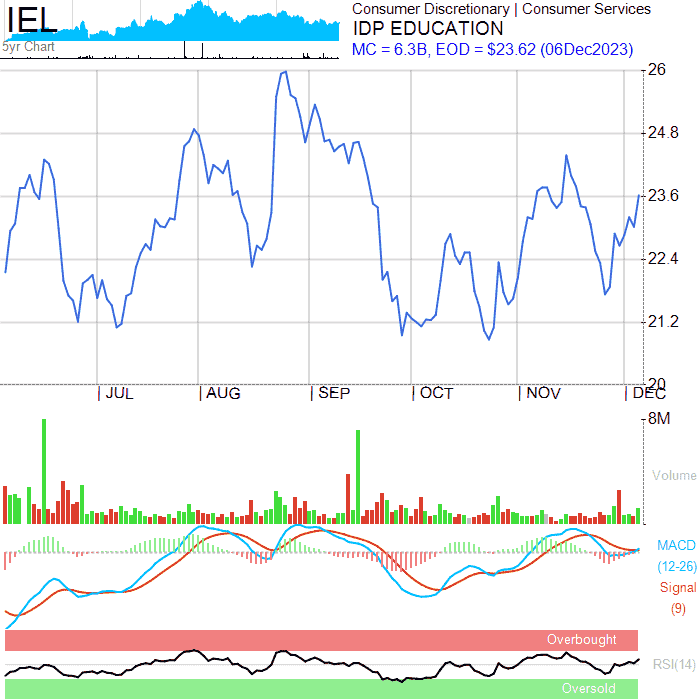 IEL
5yr Chart
Consumer Discretionary | Consumer Services
IDP EDUCATION
MC = 6.3B, EOD = $23.62 (06Dec2023)
26
24.8
23.6
22.4
21.2
20
JUL
AUG
SEP
OCT
NOV
DEC
8M
Volume
MACD
(12-26)
Signal
(9)
Overbought
RSI(14)
Oversold